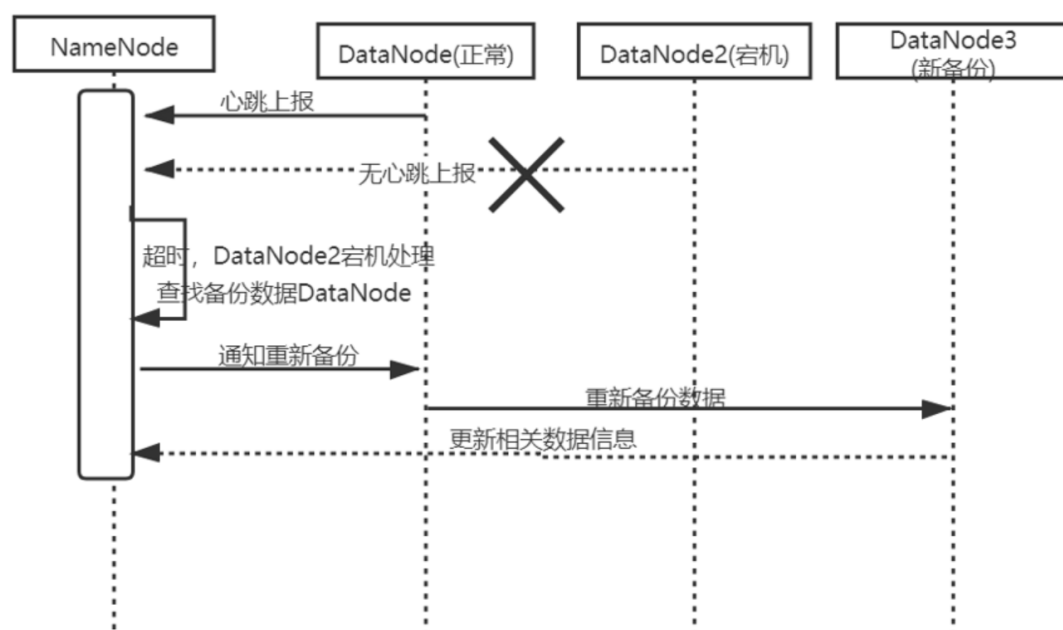 NameNode
DataNode(正常)
DataNode2(宕机)
DataNode3
(新备份)
心跳上报
无心跳上报
超时，DataNode2宕机处理
查找备份数据DataNode
通知重新备份
重新备份数据
更新相关数据信息